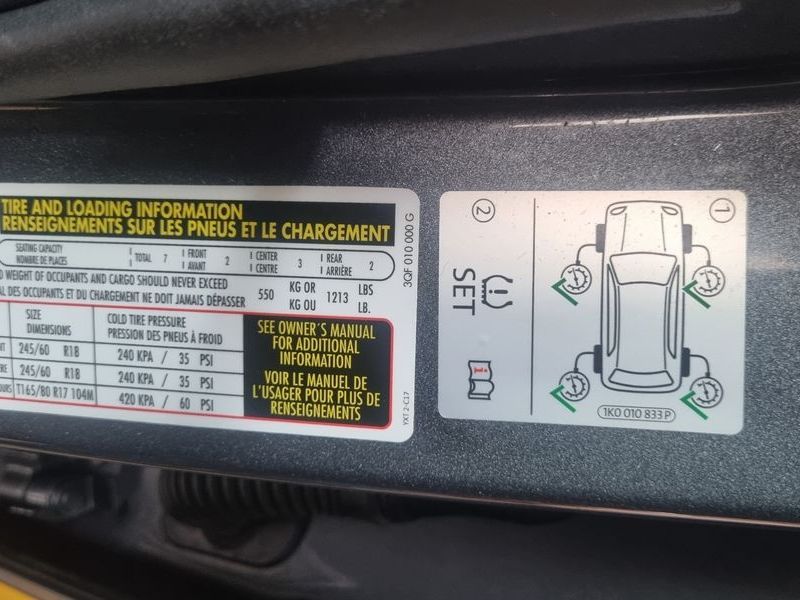 TIRE AND LOADING INFORMATION
RENSEIGNEMENTS SUR LES PNEUS ET LE CHARGEMENT
SEATING CAPACITY
NOMBRE DE PLACES
TOTAL 7
FRONT
AVANT
2
CENTER
CENTRE
3
REAR
ARRIÈRE
2
WEIGHT OF OCCUPANTS AND CARGO SHOULD NEVER EXCEED
DES OCCUPANTS ET DU CHARGEMENT NE DOIT JAMAIS DÉPASSER
550
KG OR
KG OU
1213
LBS
LB.
SIZE
DIMENSIONS
COLD TIRE PRESSURE
PRESSION DES PNEUS À FROID
245/60 R18
240 KPA / 35 PSI
245/60 R18
240 KPA / 35 PSI
T165/80 R17 104M
420 KPA / 60 PSI
SEE OWNER'S MANUAL
FOR ADDITIONAL
INFORMATION
VOIR LE MANUEL DE
L'USAGER POUR PLUS DE
RENSEIGNEMENTS
3QF 010 000 G
YXT 2-C17
2
SET
i
1
1K0 010 833 P